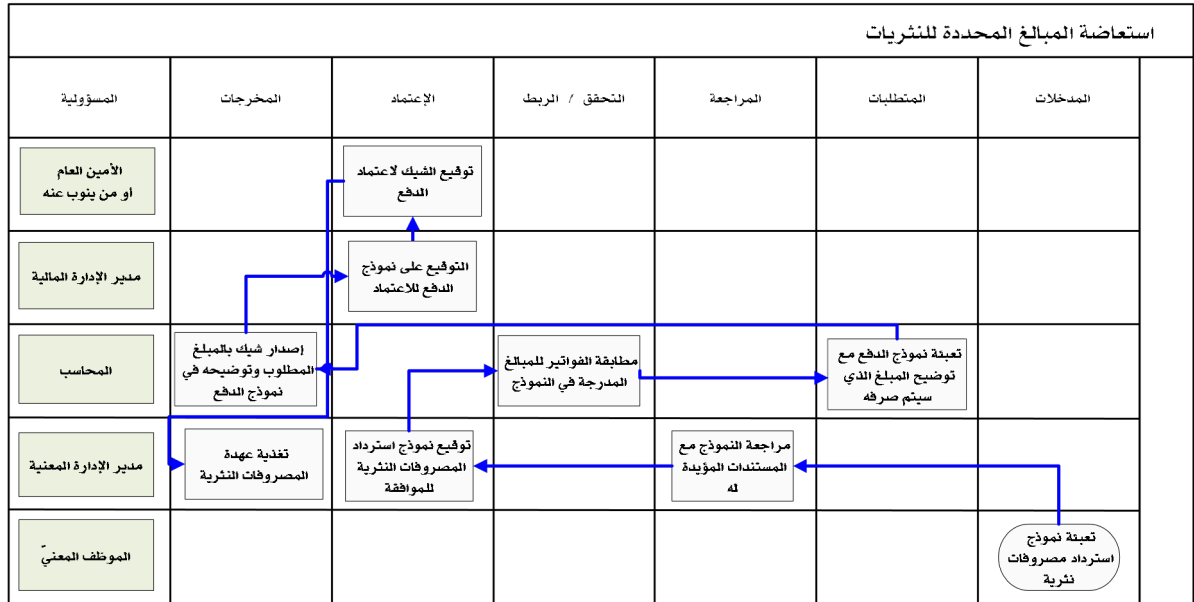 استعاضة المبالغ المحددة للنثريات
المدخلات
المتطلبات
المراجعة
التحقق / الربط
الإعتماد
المخرجات
المسؤولية
توقيع الشيك لاعتماد
الدفع
الأمين العام
أو من ينوب عنه
التوقيع على نموذج
الدفع للاعتماد
مدير الإدارة المالية
تعبئة نموذج الدفع مع
توضيح المبلغ الذي
سيتم صرفه
مطابقة الفواتير للمبالغ
المدرجة في النموذج
إصدار شيك بالمبلغ
المطلوب وتوضيحه في
نموذج الدفع
المحاسب
مراجعة النموذج مع
المستندات المؤيدة
له
توقيع نموذج استرداد
المصروفات النثرية
للموافقة
تغذية عهدة
المصروفات النثرية
مدير الإدارة المعنية
تعبئة نموذج
استرداد مصروفات
نثرية
الموظف المعنيّ